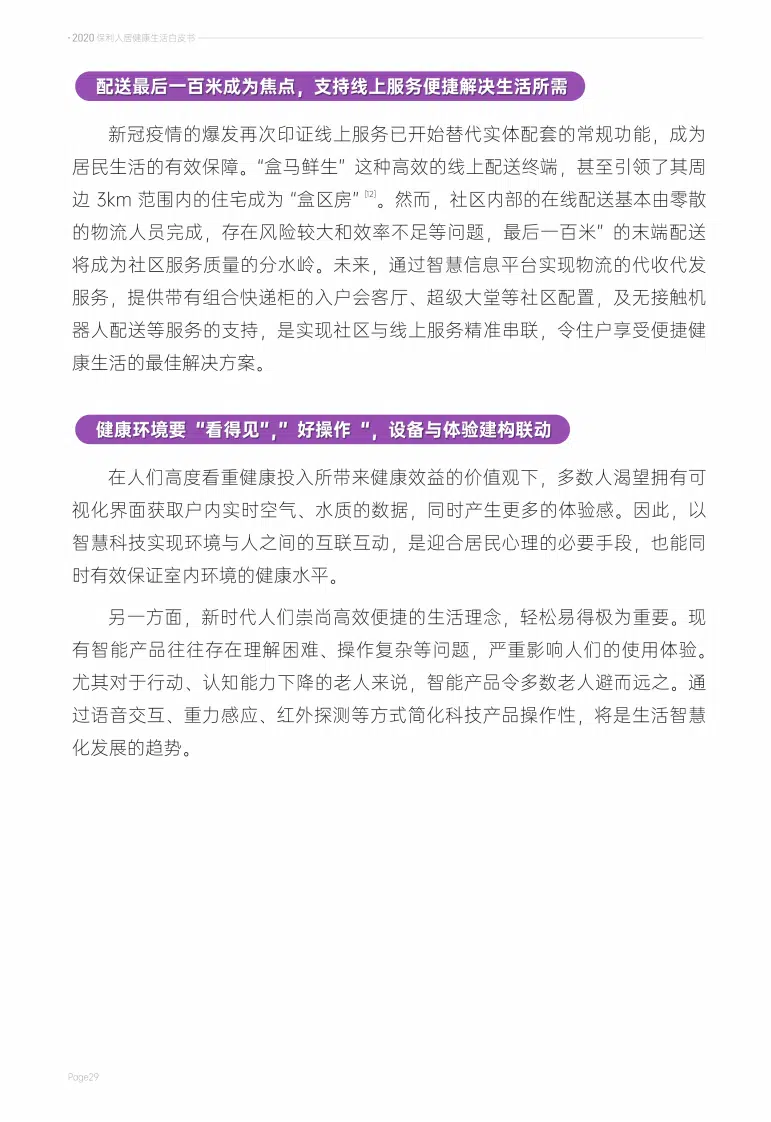 · 2020 保利人居健康生活白皮书
配送最后一百米成为焦点，支持线上服务便捷解决生活所需
新冠疫情的爆发再次印证线上服务已开始替代实体配套的常规功能，成为
居民生活的有效保障。“盒马鲜生”这种高效的线上配送终端，甚至引领了其周
边 3km 范围内的住宅成为“盒区房”[12]。然而，社区内部的在线配送基本由零散
的物流人员完成，存在风险较大和效率不足等问题，最后一百米”的末端配送
将成为社区服务质量的分水岭。未来，通过智慧信息平台实现物流的代收代发
服务，提供带有组合快递柜的入户会客厅、超级大堂等社区配置，及无接触机
器人配送等服务的支持，是实现社区与线上服务精准串联，令住户享受便捷健
康生活的最佳解决方案。
健康环境要“看得见”，”好操作“，设备与体验建构联动
在人们高度看重健康投入所带来健康效益的价值观下，多数人渴望拥有可
视化界面获取户内实时空气、水质的数据，同时产生更多的体验感。因此，以
智慧科技实现环境与人之间的互联互动，是迎合居民心理的必要手段，也能同
时有效保证室内环境的健康水平。
另一方面，新时代人们崇尚高效便捷的生活理念，轻松易得极为重要。现
有智能产品往往存在理解困难、操作复杂等问题，严重影响人们的使用体验。
尤其对于行动、认知能力下降的老人来说，智能产品令多数老人避而远之。通
过语音交互、重力感应、红外探测等方式简化科技产品操作性，将是生活智慧
化发展的趋势。
Page29